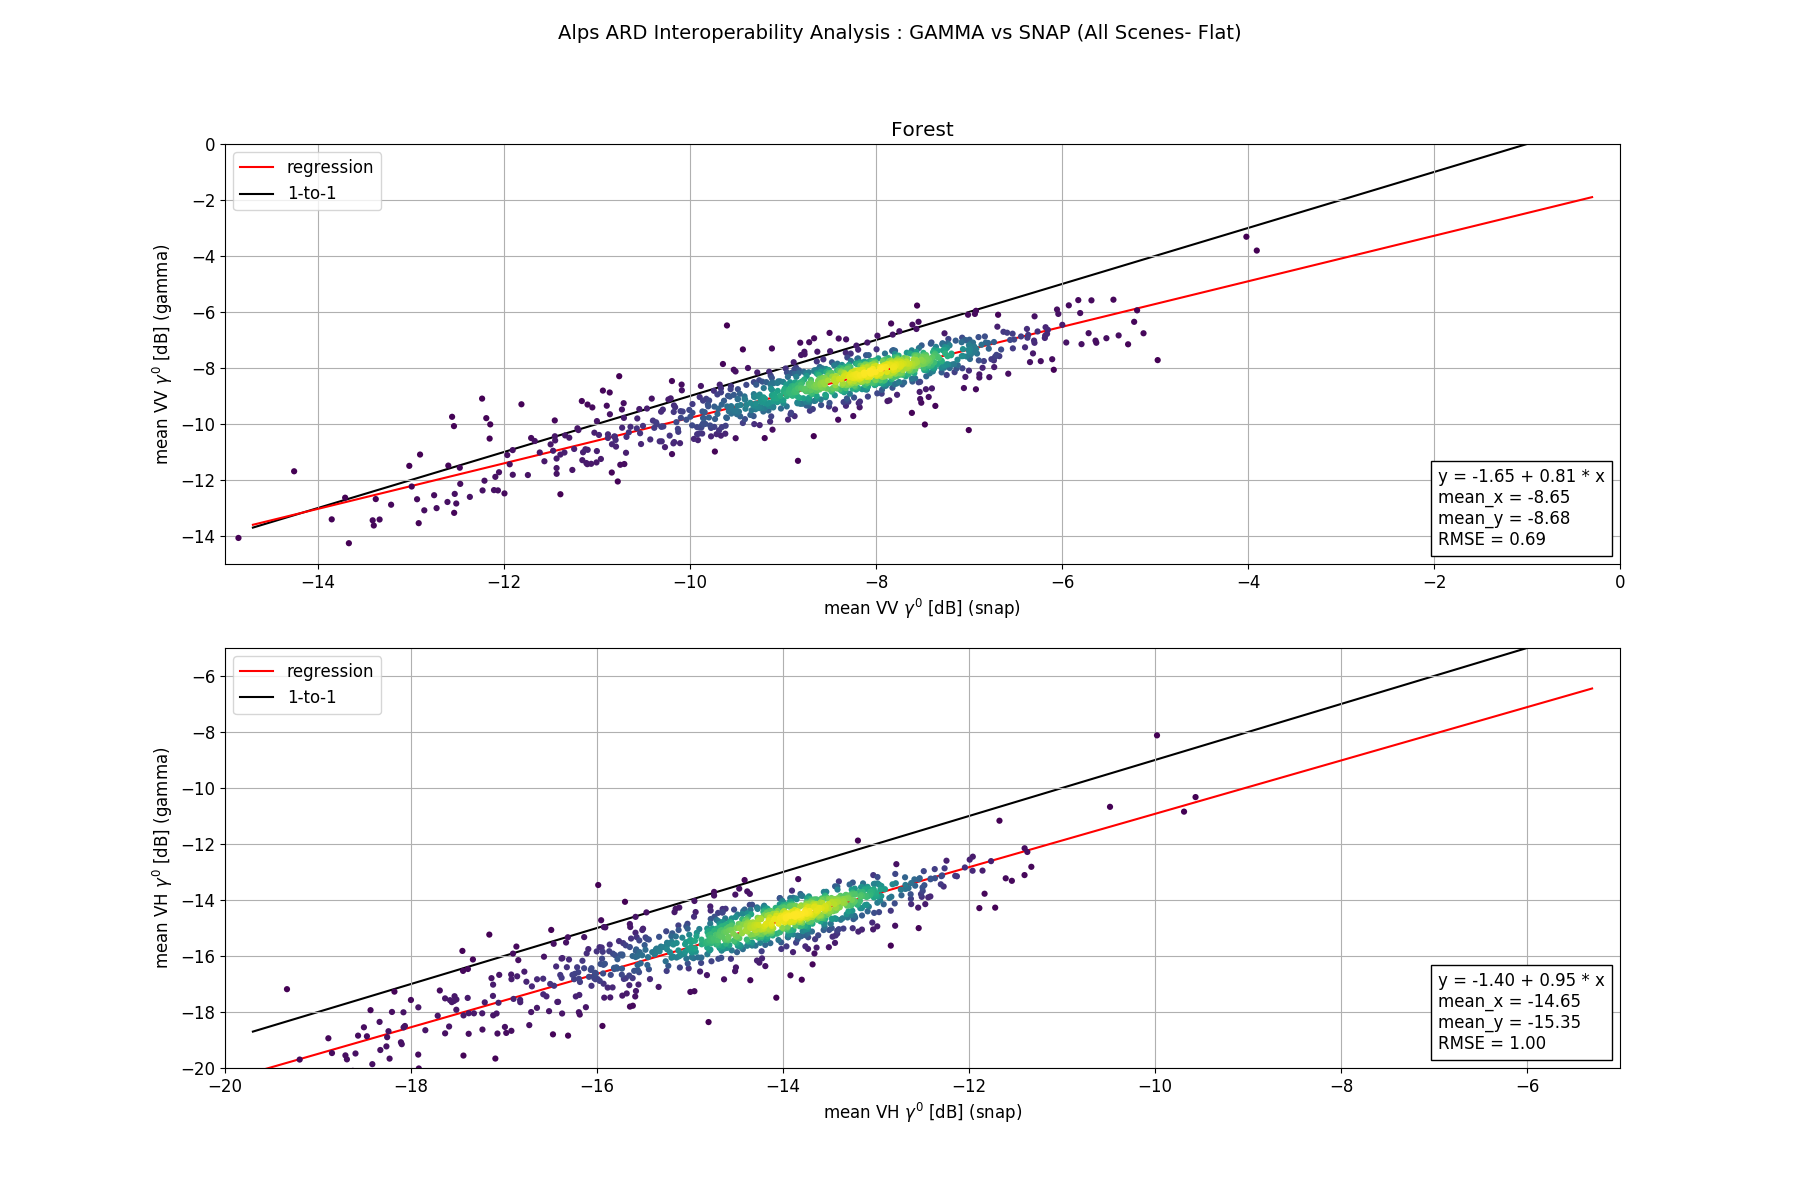 Alps ARD Interoperability Analysis : GAMMA vs SNAP (All Scenes- Flat)
Forest
regression
1-to-1
0
−2
−4
−6
−8
−10
−12
−14
mean VV γ⁰ [dB] (gamma)
y = -1.65 + 0.81 * x
mean_x = -8.65
mean_y = -8.68
RMSE = 0.69
−14 −12 −10 −8 −6 −4 −2 0
mean VV γ⁰ [dB] (snap)
regression
1-to-1
−6
−8
−10
−12
−14
−16
−18
−20
mean VH γ⁰ [dB] (gamma)
y = -1.40 + 0.95 * x
mean_x = -14.65
mean_y = -15.35
RMSE = 1.00
−20 −18 −16 −14 −12 −10 −8 −6
mean VH γ⁰ [dB] (snap)